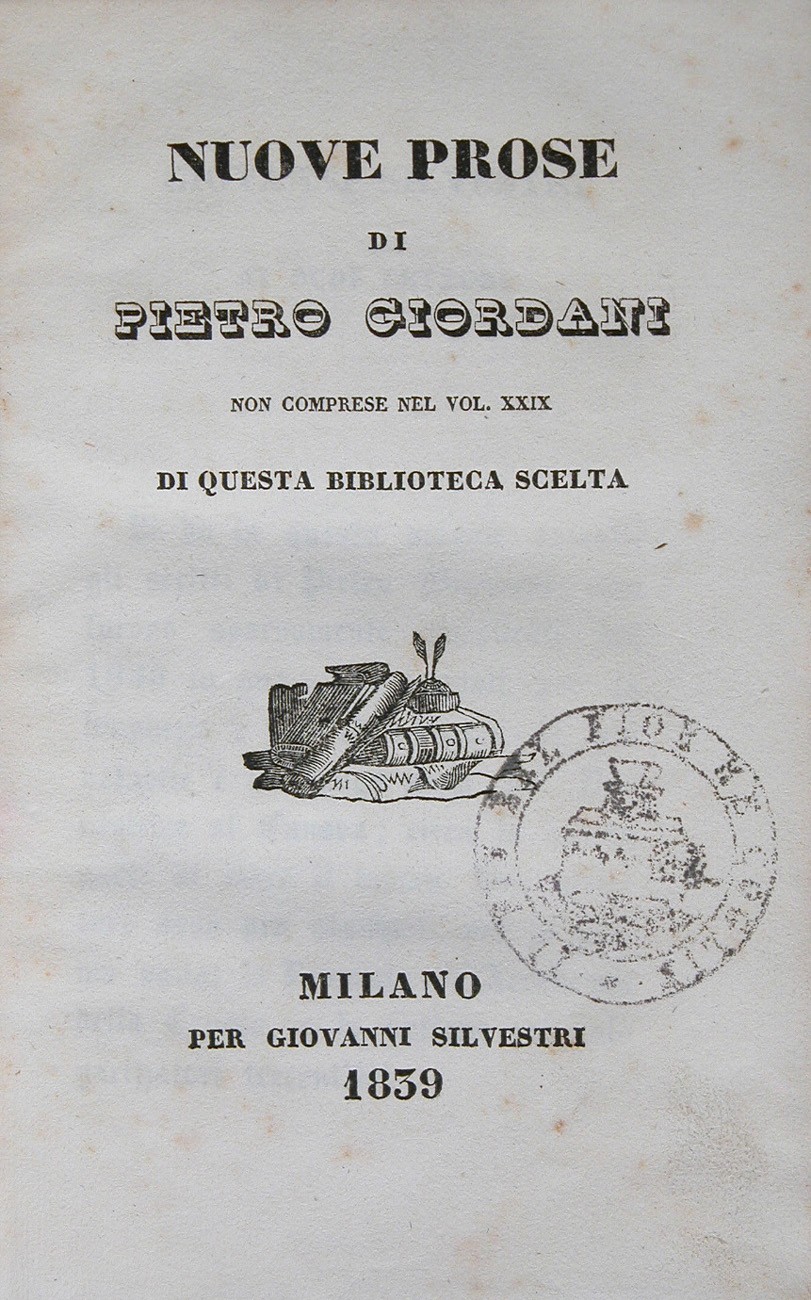 NUOVE PROSE
DI
PIETRO GIORDANI
NON COMPRESE NEL VOL. XXIX
DI QUESTA BIBLIOTECA SCELTA
MILANO
PER GIOVANNI SILVESTRI
1839